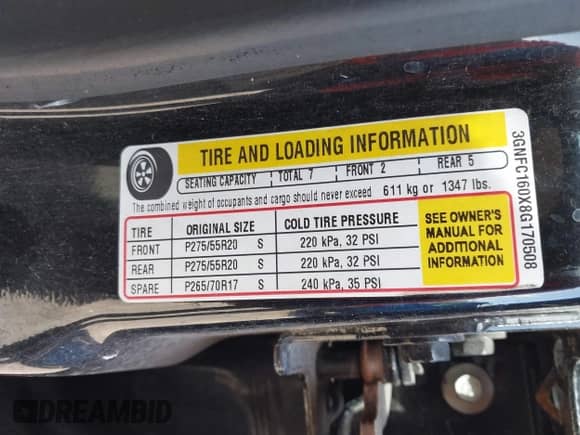 TIRE AND LOADING INFORMATION
SEATING CAPACITY TOTAL 7 FRONT 2 REAR 5
The combined weight of occupants and cargo should never exceed 611 kg or 1347 lbs.
TIRE ORIGINAL SIZE COLD TIRE PRESSURE
FRONT P275/55R20 S 220 kPa, 32 PSI
REAR P275/55R20 S 220 kPa, 32 PSI
SPARE P265/70R17 S 240 kPa, 35 PSI
SEE OWNER'S
MANUAL FOR
ADDITIONAL
INFORMATION
3GNFC160X8G170508
DREAMBID